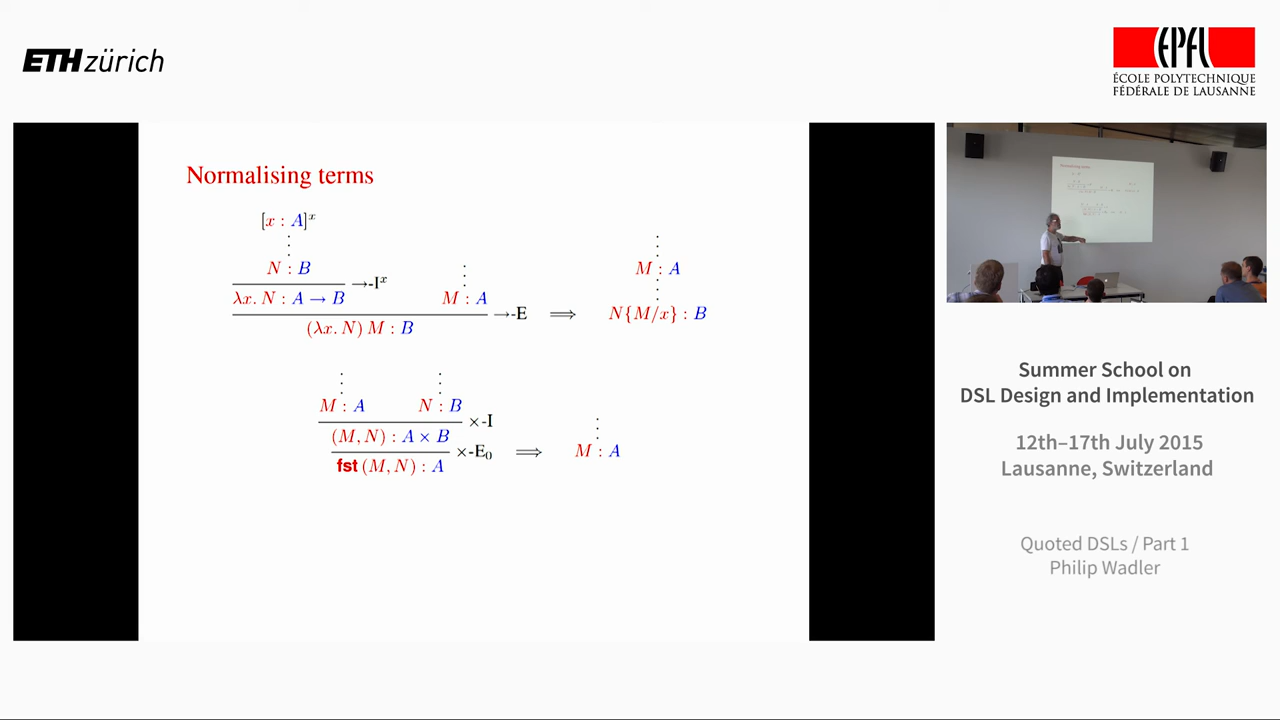 ETH zürich
EPFL
ÉCOLE POLYTECHNIQUE
FÉDÉRALE DE LAUSANNE
Normalising terms
[x : A]ˣ
N : B
→-Iˣ
λx. N : A → B
M : A
→-E
(λx. N) M : B
⟹
M : A
N{M/x} : B
M : A N : B
×-I
(M, N) : A × B
×-E₀
fst (M, N) : A
⟹
M : A
Summer School on
DSL Design and Implementation
12th–17th July 2015
Lausanne, Switzerland
Quoted DSLs / Part 1
Philip Wadler